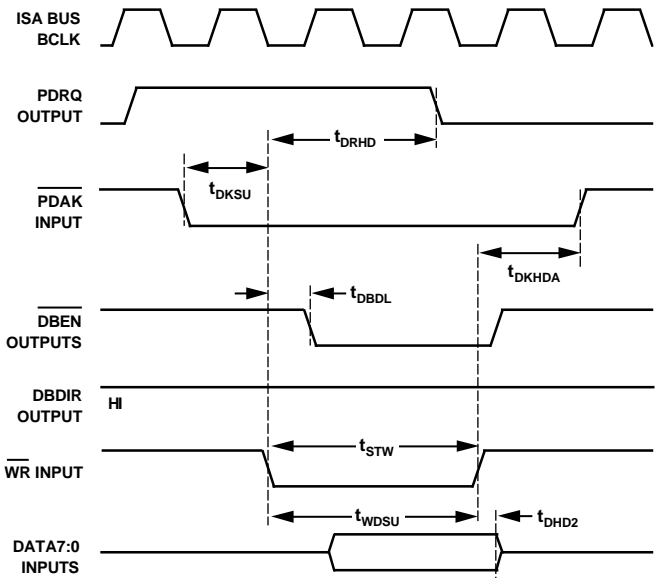 ISA BUS
BCLK
PDRQ
OUTPUT
tDRHD
tDKSU
PDAK
INPUT
tDKHDA
tDBDL
DBEN
OUTPUTS
DBDIR
OUTPUT
HI
tSTW
WR INPUT
tWDSU
tDHD2
DATA7:0
INPUTS